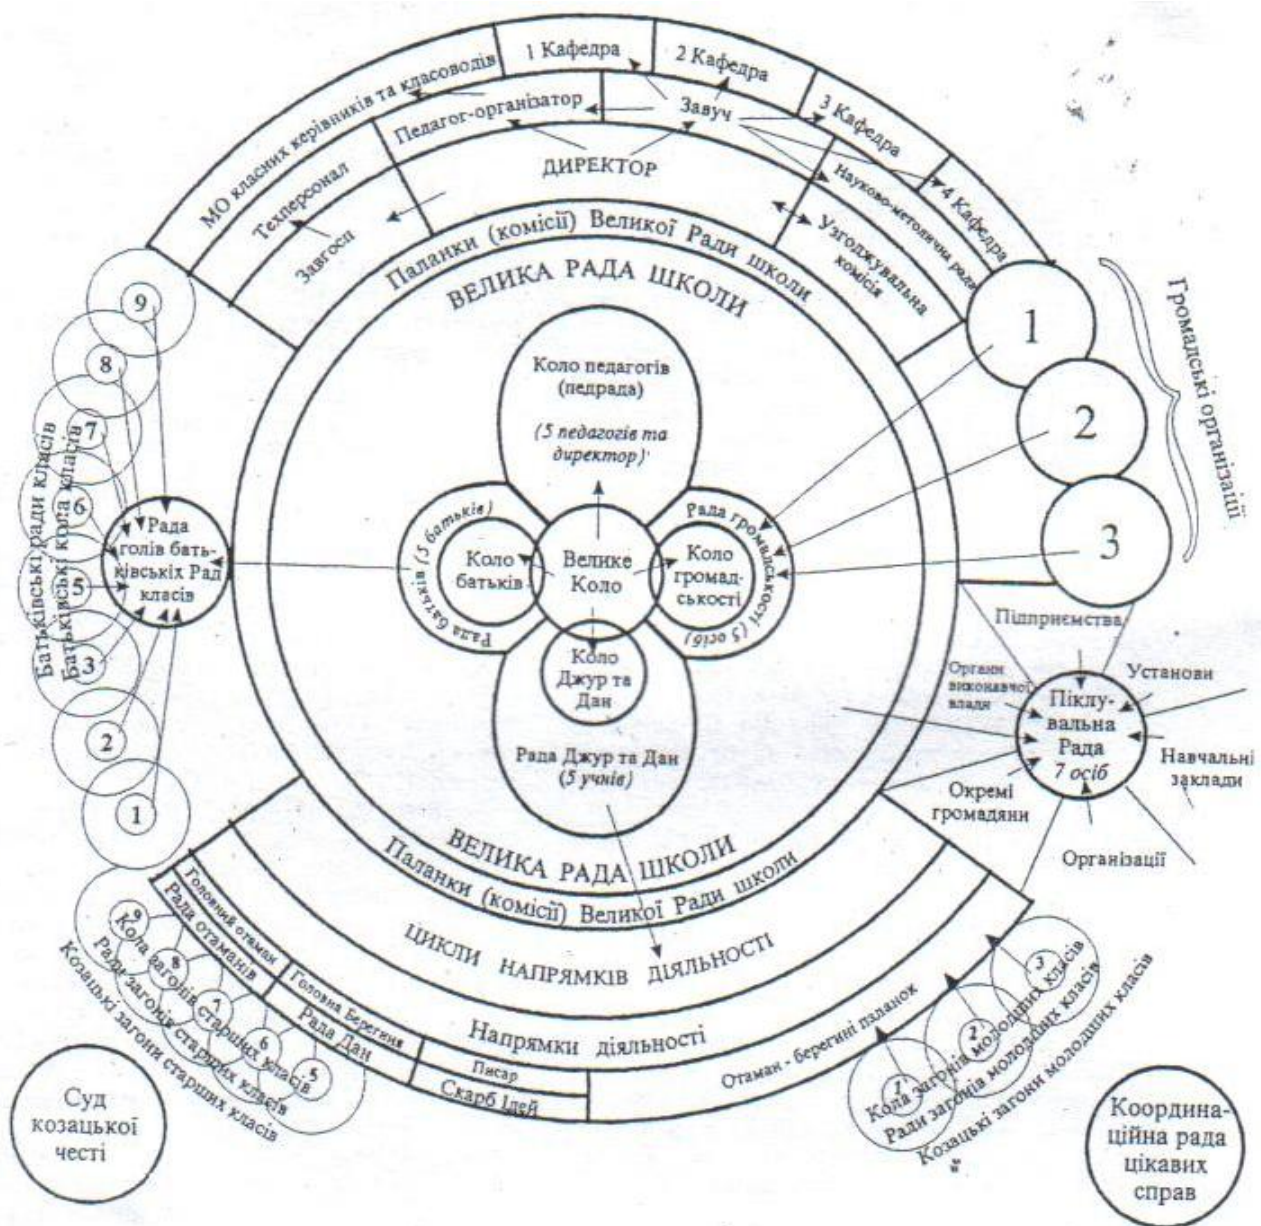 МО класних керівників та класоводів
1 Кафедра
2 Кафедра
3 Кафедра
4 Кафедра
Техперсонал
Педагог-організатор
Завуч
Науково-методична рада
Завгосп
ДИРЕКТОР
Узгоджувальна
комісія
Паланки (комісії) Великої Ради школи
ВЕЛИКА РАДА ШКОЛИ
Коло педагогів
(педрада)
(5 педагогів та
директор)
Рада батьків (5 батьків)
Коло
батьків
Велике
Коло
Рада громадськості (5 осіб)
Коло
громад-
ськості
Коло
Джур та
Дан
Рада Джур та Дан
(5 учнів)
ВЕЛИКА РАДА ШКОЛИ
Паланки (комісії) Великої Ради школи
ЦИКЛИ НАПРЯМКІВ ДІЯЛЬНОСТІ
Напрямки діяльності
Головний отаман
Рада отаманів
Головна Берегиня
Рада Дан
Писар
Скарб Ідей
Отаман - берегині паланок
9
8
7
6
5
3
2
1
Батьківські ради класів
Батьківські кола класів
Рада
голів бать-
ківських Рад
класів
1
2
3
Громадські організації
Підприємства
Установи
Органи
виконавчої
влади
Піклу-
вальна
Рада
7 осіб
Навчальні
заклади
Окремі
громадяни
Організації
9
8
7
6
5
Кола загонів старших класів
Ради загонів старших класів
Козацькі загони старших класів
1
2
3
Кола загонів молодших класів
Ради загонів молодших класів
Козацькі загони молодших класів
Суд
козацької
честі
Координа-
ційна рада
цікавих
справ